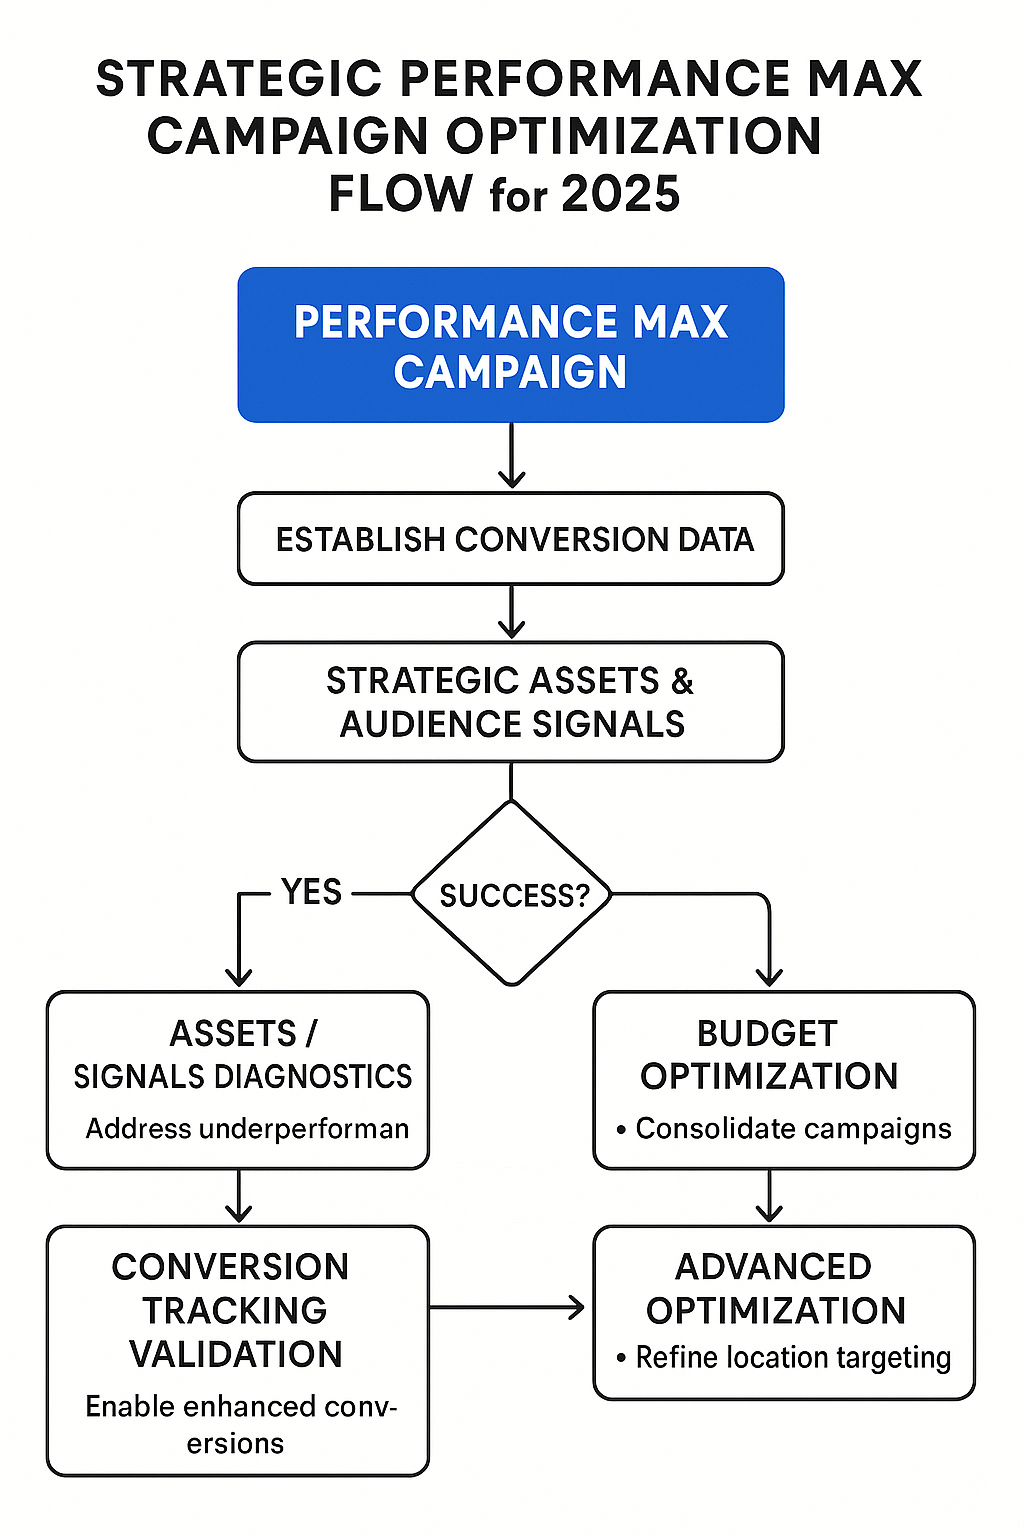 STRATEGIC PERFORMANCE MAX
CAMPAIGN OPTIMIZATION
FLOW for 2025
PERFORMANCE MAX
CAMPAIGN
ESTABLISH CONVERSION DATA
STRATEGIC ASSETS &
AUDIENCE SIGNALS
SUCCESS?
YES
ASSETS /
SIGNALS DIAGNOSTICS
Address underperforman
BUDGET
OPTIMIZATION
• Consolidate campaigns
CONVERSION
TRACKING
VALIDATION
Enable enhanced conv-
ersions
ADVANCED
OPTIMIZATION
• Refine location targeting